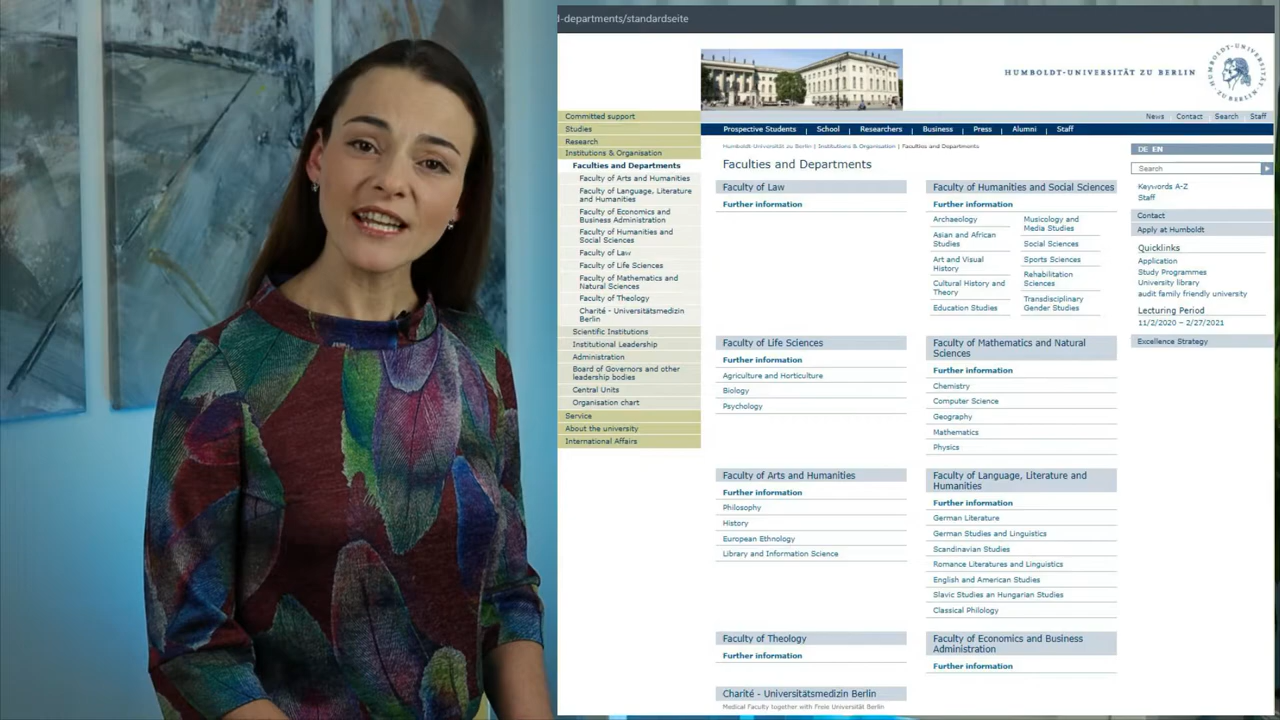 d-departments/standardseite
HUMBOLDT-UNIVERSITÄT ZU BERLIN
HUMBOLDT-UNIVERSITÄT ZU BERLIN
News
Contact
Search
Staff
Prospective Students
School
Researchers
Business
Press
Alumni
Staff
Committed support
Studies
Research
Institutions & Organisation
Faculties and Departments
Faculty of Arts and Humanities
Faculty of Language, Literature
and Humanities
Faculty of Economics and
Business Administration
Faculty of Humanities and
Social Sciences
Faculty of Law
Faculty of Life Sciences
Faculty of Mathematics and
Natural Sciences
Faculty of Theology
Charité - Universitätsmedizin
Berlin
Scientific Institutions
Institutional Leadership
Administration
Board of Governors and other
leadership bodies
Central Units
Organisation chart
Service
About the university
International Affairs
Humboldt-Universität zu Berlin | Institutions & Organisation | Faculties and Departments
Faculties and Departments
Faculty of Law
Further information
Faculty of Humanities and Social Sciences
Further information
Archaeology
Asian and African
Studies
Art and Visual
History
Cultural History and
Theory
Education Studies
Musicology and
Media Studies
Social Sciences
Sports Sciences
Rehabilitation
Sciences
Transdisciplinary
Gender Studies
Faculty of Life Sciences
Further information
Agriculture and Horticulture
Biology
Psychology
Faculty of Mathematics and Natural
Sciences
Further information
Chemistry
Computer Science
Geography
Mathematics
Physics
Faculty of Arts and Humanities
Further information
Philosophy
History
European Ethnology
Library and Information Science
Faculty of Language, Literature and
Humanities
Further information
German Literature
German Studies and Linguistics
Scandinavian Studies
Romance Literatures and Linguistics
English and American Studies
Slavic Studies an Hungarian Studies
Classical Philology
Faculty of Theology
Further information
Faculty of Economics and Business
Administration
Further information
Charité - Universitätsmedizin Berlin
Medical Faculty together with Freie Universität Berlin
DE EN
Search
Keywords A-Z
Staff
Contact
Apply at Humboldt
Quicklinks
Application
Study Programmes
University library
audit family friendly university
Lecturing Period
11/2/2020 – 2/27/2021
Excellence Strategy